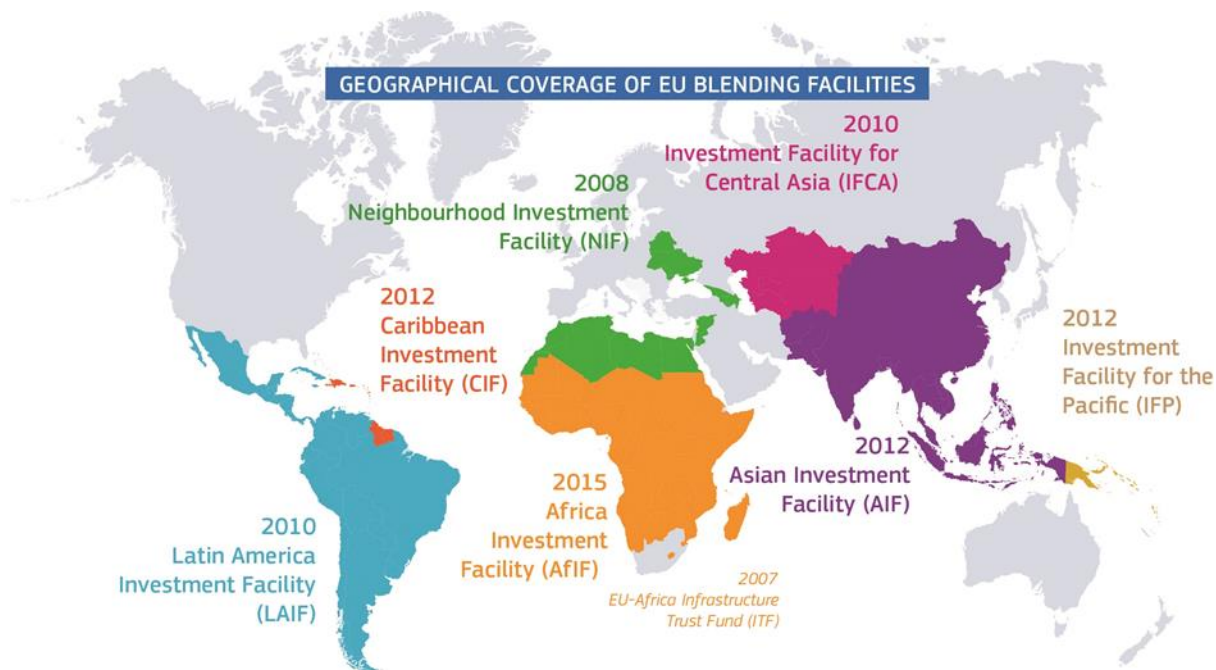 GEOGRAPHICAL COVERAGE OF EU BLENDING FACILITIES
2010
Investment Facility for
Central Asia (IFCA)
2008
Neighbourhood Investment
Facility (NIF)
2012
Caribbean
Investment
Facility (CIF)
2012
Investment
Facility for the
Pacific (IFP)
2012
Asian Investment
Facility (AIF)
2015
Africa
Investment
Facility (AfIF)
2010
Latin America
Investment Facility
(LAIF)
2007
EU-Africa Infrastructure
Trust Fund (ITF)